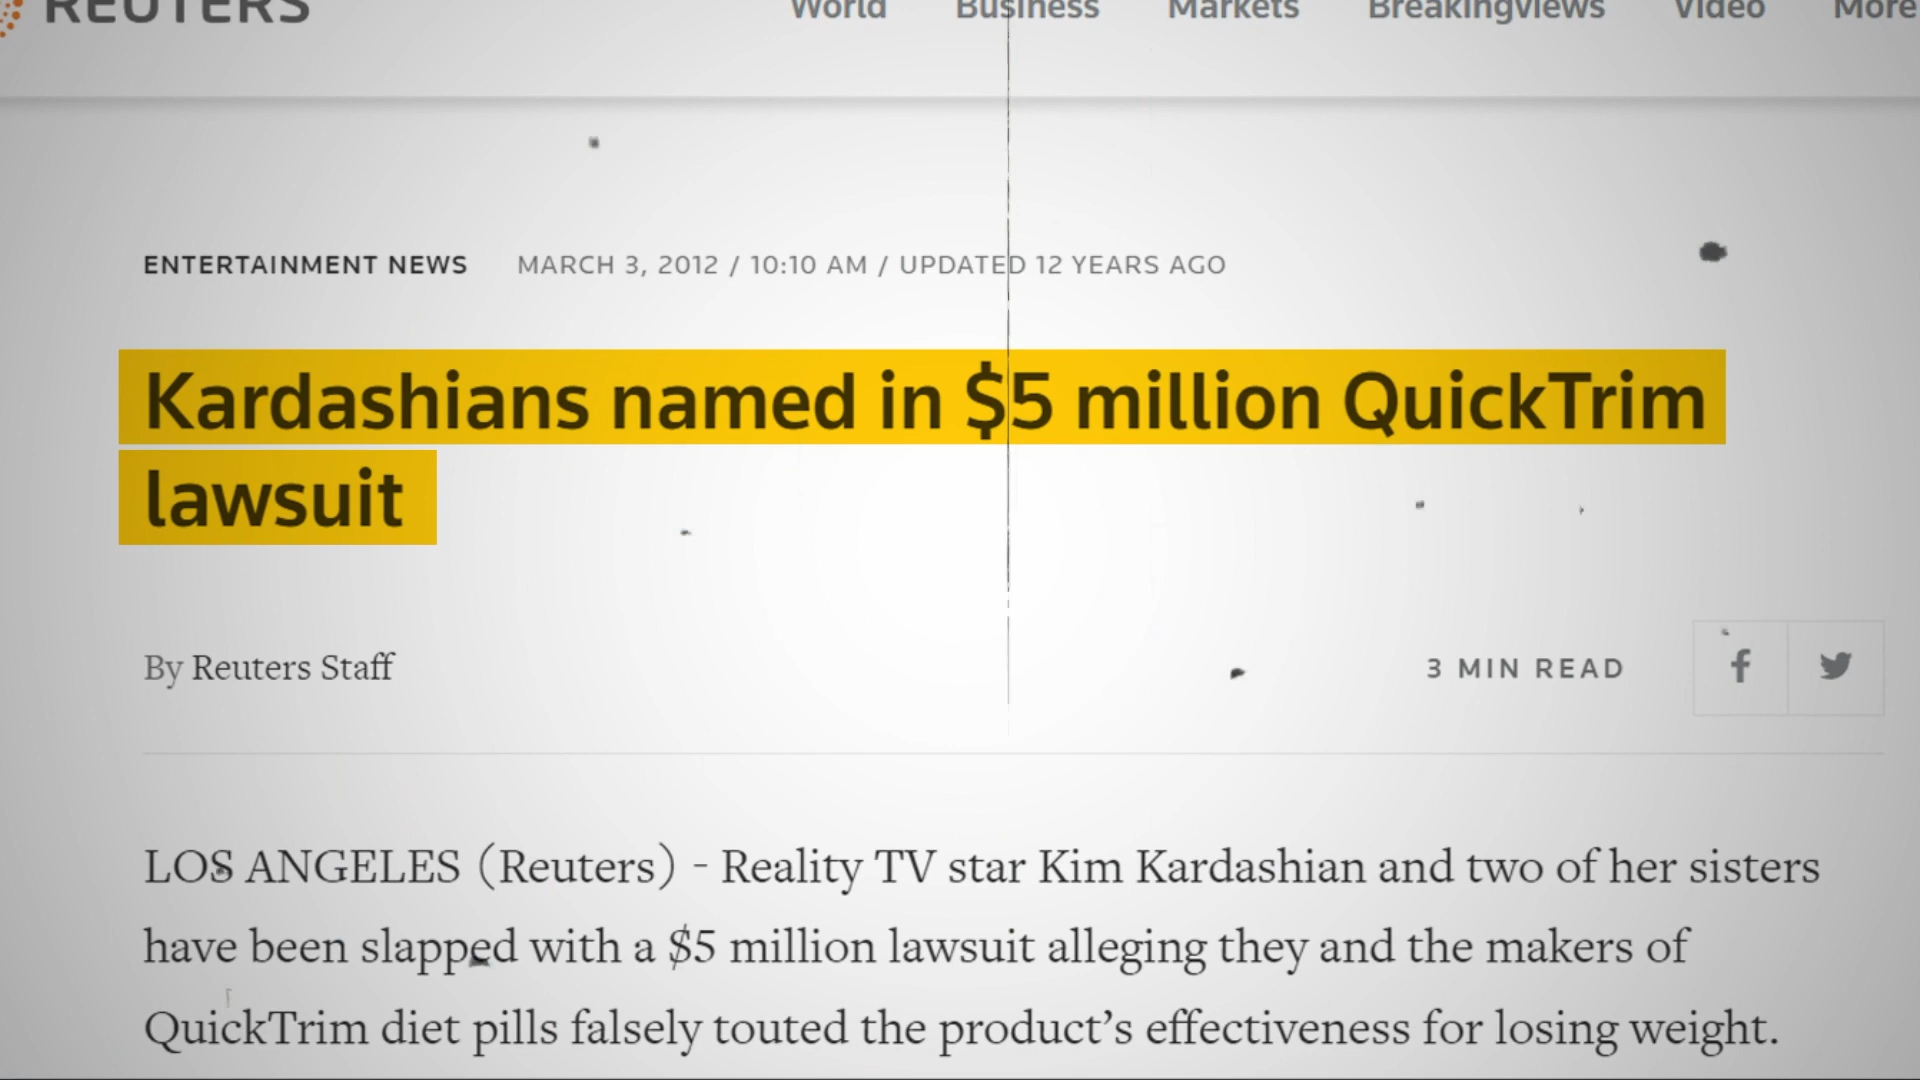 REUTERS World Business Markets Breakingviews Video More
ENTERTAINMENT NEWS MARCH 3, 2012 / 10:10 AM / UPDATED 12 YEARS AGO
Kardashians named in $5 million QuickTrim
lawsuit
By Reuters Staff 3 MIN READ
LOS ANGELES (Reuters) - Reality TV star Kim Kardashian and two of her sisters
have been slapped with a $5 million lawsuit alleging they and the makers of
QuickTrim diet pills falsely touted the product’s effectiveness for losing weight.